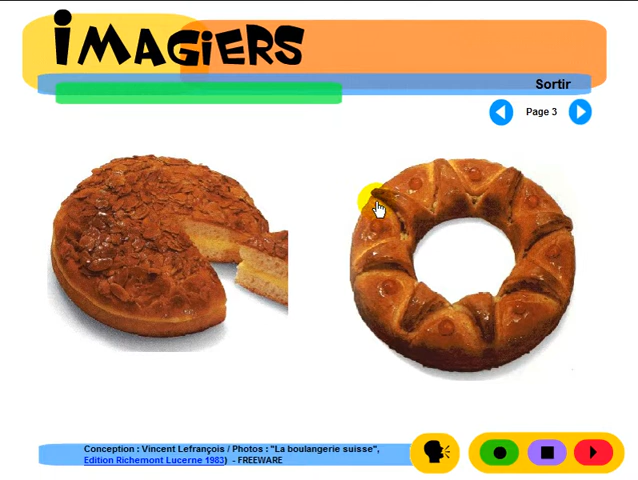 iMAGiERS
Sortir
Page 3
Conception : Vincent Lefrançois / Photos : "La boulangerie suisse",
Edition Richemont Lucerne 1983) - FREEWARE